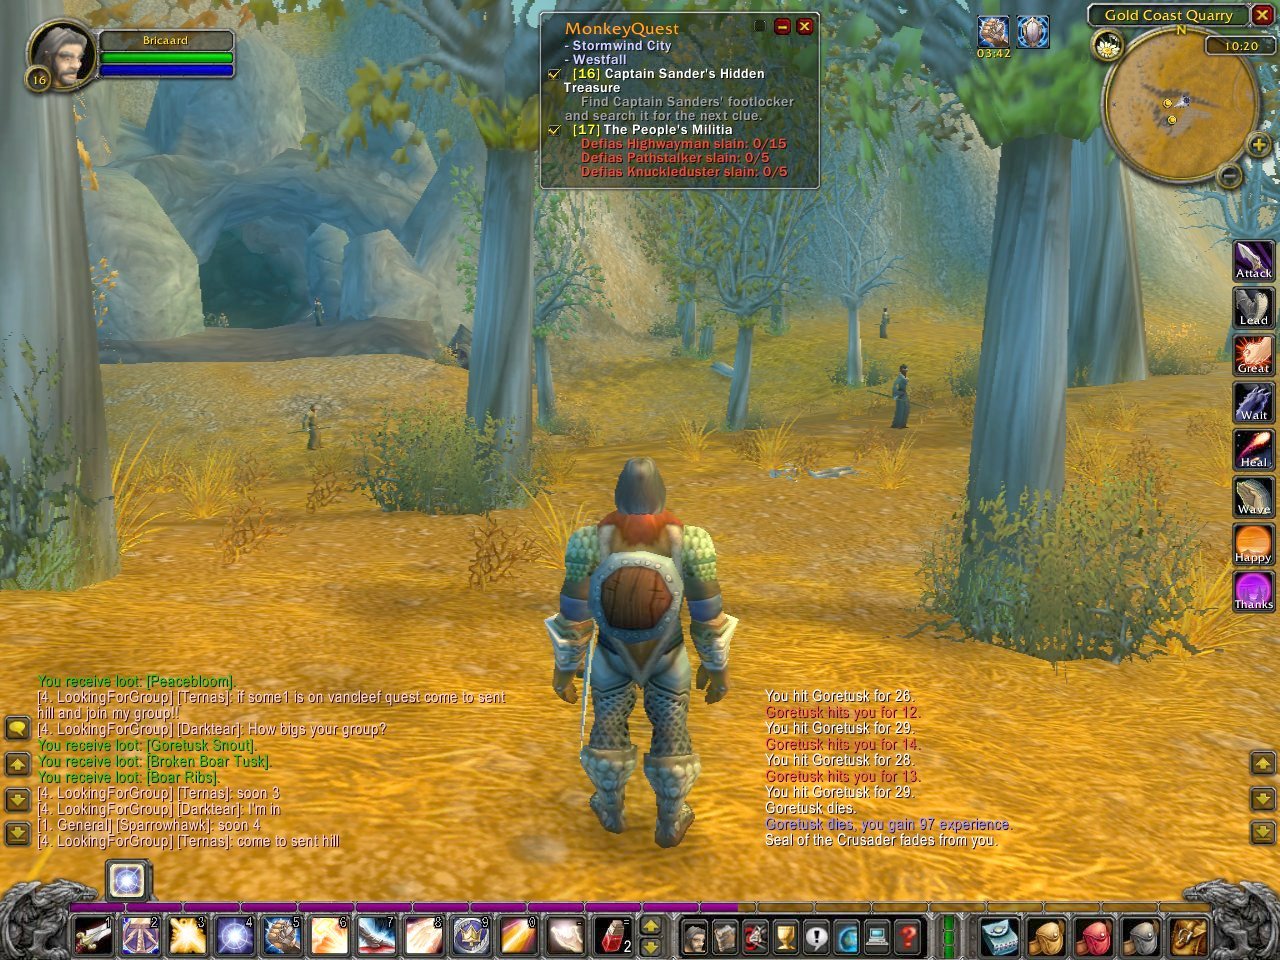 Bricaard
16
MonkeyQuest
- Stormwind City
- Westfall
[16] Captain Sander's Hidden
Treasure
Find Captain Sanders' footlocker
and search it for the next clue.
[17] The People's Militia
Defias Highwayman slain: 0/15
Defias Pathstalker slain: 0/5
Defias Knuckleduster slain: 0/5
03:42
Gold Coast Quarry
N
10:20
Attack
Lead
Great
Wait
Heal
Wave
Happy
Thanks
You receive loot: [Peacebloom].
[4. LookingForGroup] [Ternas]: if some1 is on vancleef quest come to sent
hill and join my group!!
[4. LookingForGroup] [Darktear]: How bigs your group?
You receive loot: [Goretusk Snout].
You receive loot: [Broken Boar Tusk].
You receive loot: [Boar Ribs].
[4. LookingForGroup] [Ternas]: soon 3
[4. LookingForGroup] [Darktear]: I'm in
[1. General] [Sparrowhawk]: soon 4
[4. LookingForGroup] [Ternas]: come to sent hill
You hit Goretusk for 26.
Goretusk hits you for 12.
You hit Goretusk for 29.
Goretusk hits you for 14.
You hit Goretusk for 28.
Goretusk hits you for 13.
You hit Goretusk for 29.
Goretusk dies.
Goretusk dies, you gain 97 experience.
Seal of the Crusader fades from you.
1 2 3 4 5 6 7 8 9 0 - =
2